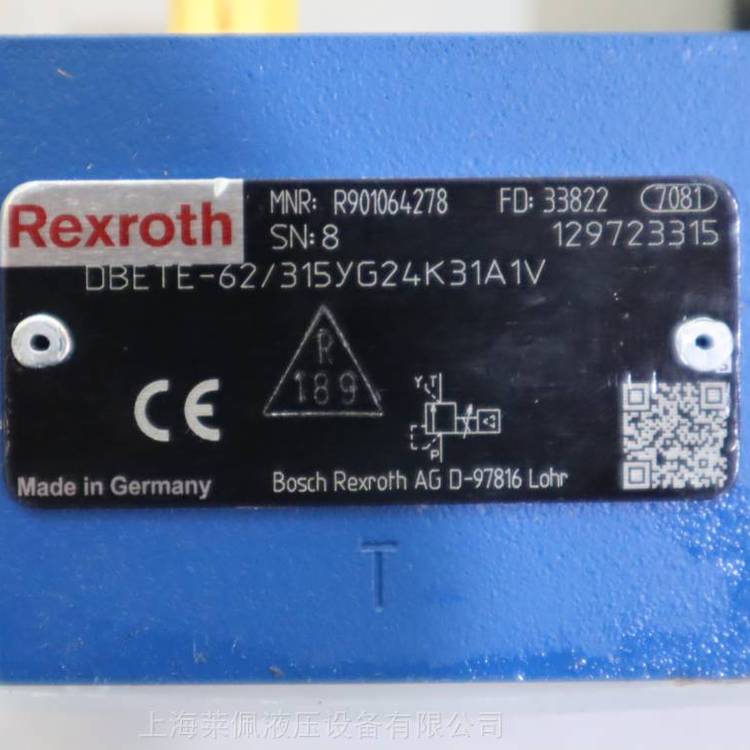 Rexroth
MNR: R901064278 FD: 33822 7081
SN: 8 129723315
DBETE-62/315YG24K31A1V
R
189
CE
Y T
P
Made in Germany
Bosch Rexroth AG D-97816 Lohr
T
上海莱佩液压设备有限公司